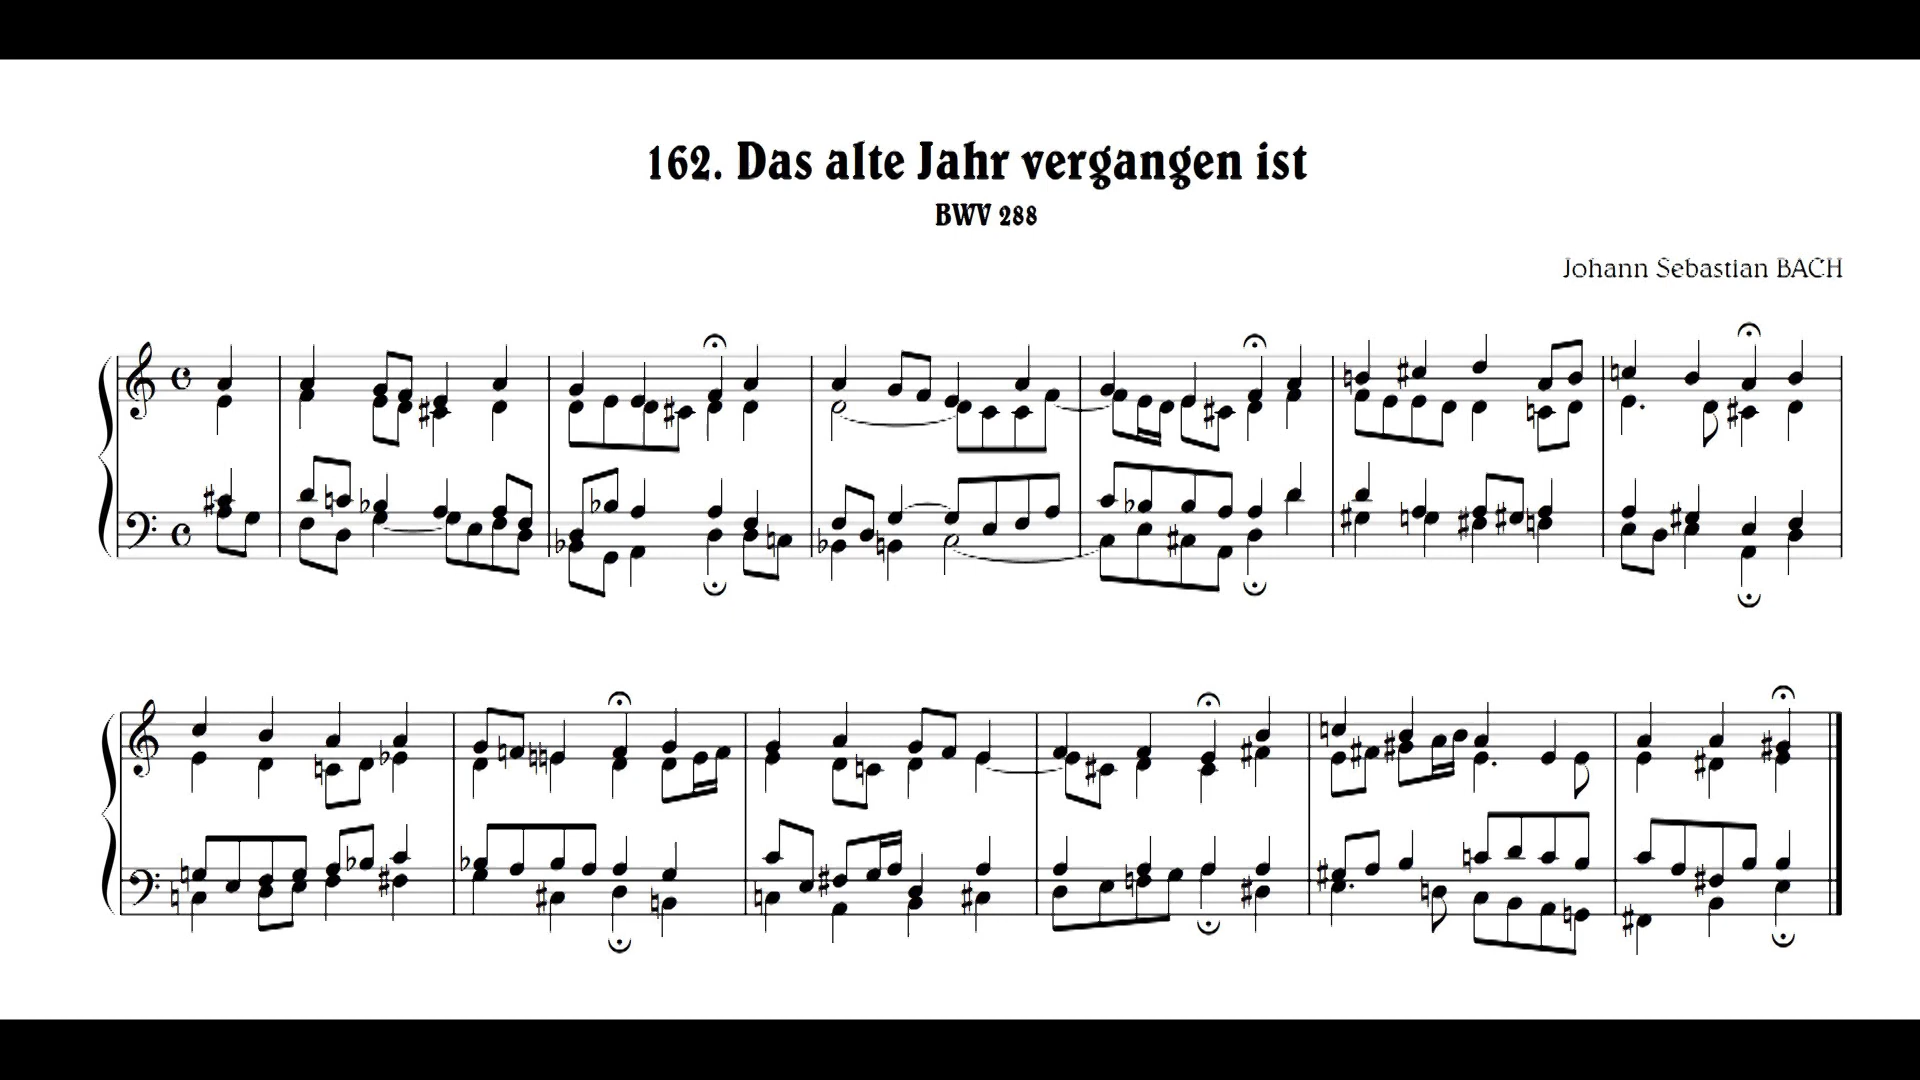 162. Das alte Jahr vergangen ist
BWV 288
Johann Sebastian BACH